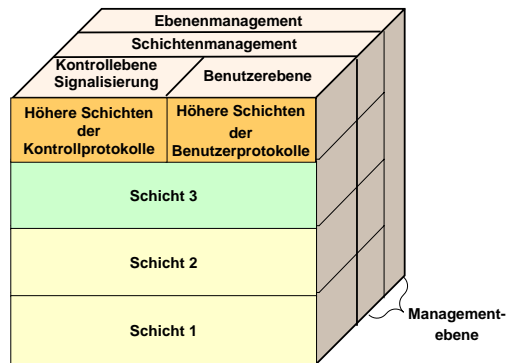 Ebenenmanagement
Schichtenmanagement
Kontrollebene
Signalisierung
Benutzerebene
Höhere Schichten
der
Kontrollprotokolle
Höhere Schichten
der
Benutzerprotokolle
Schicht 3
Schicht 2
Schicht 1
Management-
ebene